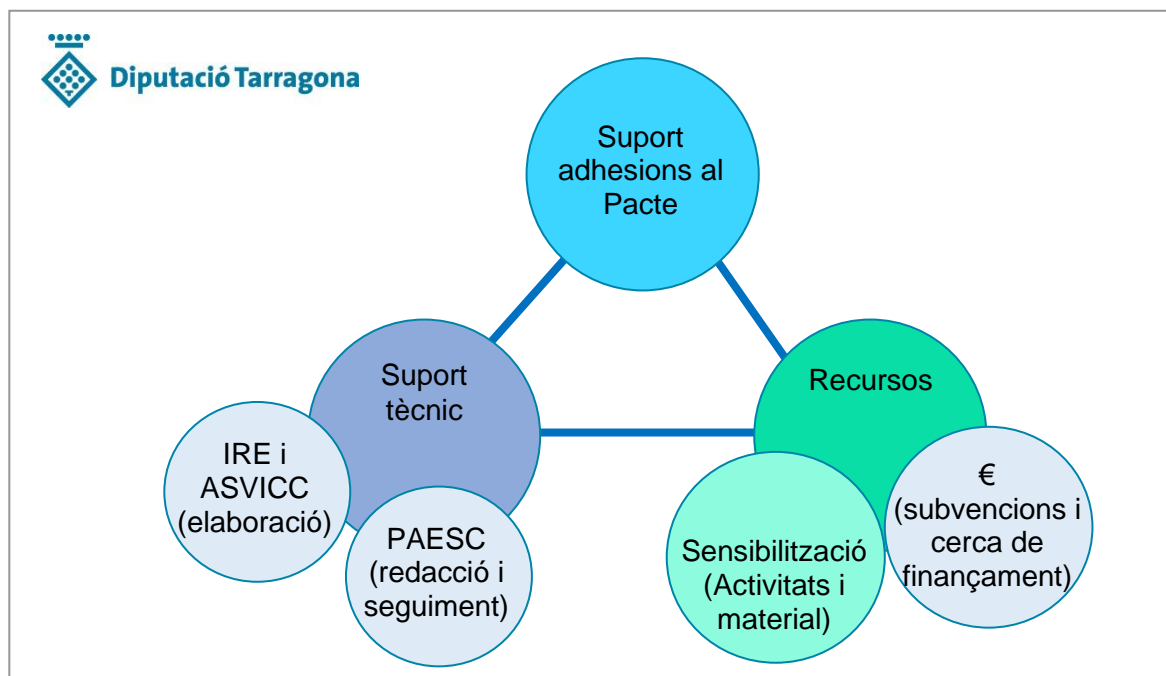 Diputació Tarragona
Suport
adhesions al
Pacte
Suport
tècnic
Recursos
IRE i
ASVICC
(elaboració)
PAESC
(redacció i
seguiment)
Sensibilització
(Activitats i
material)
€
(subvencions i
cerca de
finançament)